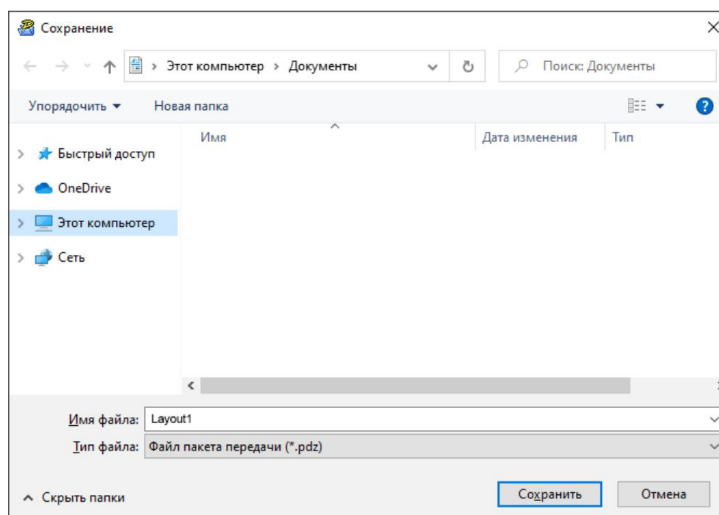 Сохранение
Этот компьютер > Документы
Поиск: Документы
Упорядочить Новая папка
Имя Дата изменения Тип
Быстрый доступ
OneDrive
Этот компьютер
Сеть
Имя файла: Layout1
Тип файла: Файл пакета передачи (*.pdz)
Скрыть папки Сохранить Отмена